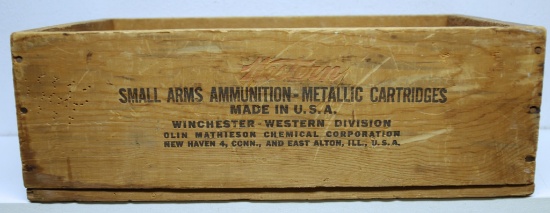 SMALL ARMS AMMUNITION-METALLIC CARTRIDGES
MADE IN U.S.A.
WINCHESTER-WESTERN DIVISION
OLIN MATHIESON CHEMICAL CORPORATION
NEW HAVEN 4, CONN., AND EAST ALTON, ILL., U.S.A.